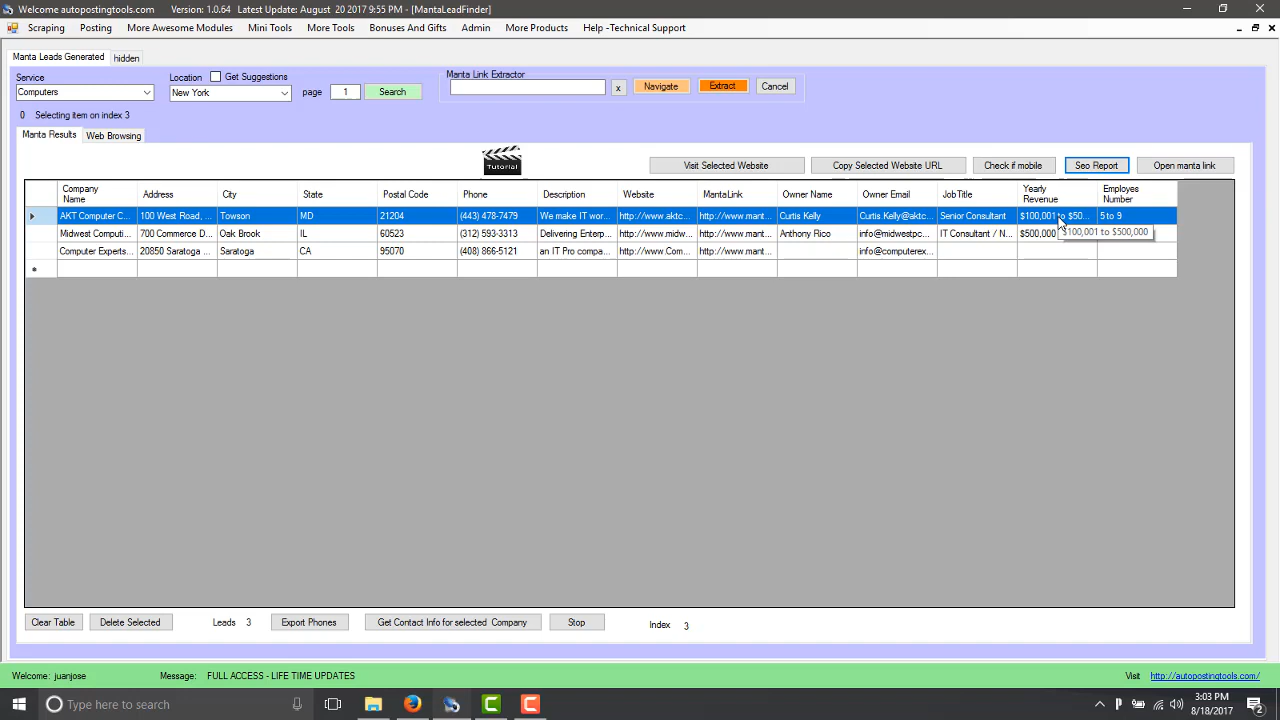 Welcome autopostingtools.com Version: 1.0.64 Latest Update: August 20 2017 9:55 PM - [MantaLeadFinder]
Scraping Posting More Awesome Modules Mini Tools More Tools Bonuses And Gifts Admin More Products Help -Technical Support
Manta Leads Generated hidden
Service Location Get Suggestions Manta Link Extractor
Computers New York page 1 Search x Navigate Extract Cancel
0 Selecting item on index 3
Manta Results Web Browsing
Tutorial Visit Selected Website Copy Selected Website URL Check if mobile Seo Report Open manta link
Company Name Address City State Postal Code Phone Description Website MantaLink Owner Name Owner Email JobTitle Yearly Revenue Employes Number
AKT Computer C... 100 West Road, ... Towson MD 21204 (443) 478-7479 We make IT wor... http://www.aktc... http://www.mant... Curtis Kelly Curtis Kelly@aktc... Senior Consultant $100,001 to $50... 5 to 9
Midwest Computi... 700 Commerce D... Oak Brook IL 60523 (312) 593-3313 Delivering Enterp... http://www.midw... http://www.mant... Anthony Rico info@midwestpc... IT Consultant / N... $500,000
$100,001 to $500,000
Computer Experts... 20850 Saratoga ... Saratoga CA 95070 (408) 866-5121 an IT Pro compa... http://www.Com... http://www.mant... info@computerex...
Clear Table Delete Selected Leads 3 Export Phones Get Contact Info for selected Company Stop Index 3
Welcome: juanjose Message: FULL ACCESS - LIFE TIME UPDATES Visit http://autopostingtools.com/
Type here to search
3:03 PM
8/18/2017
2